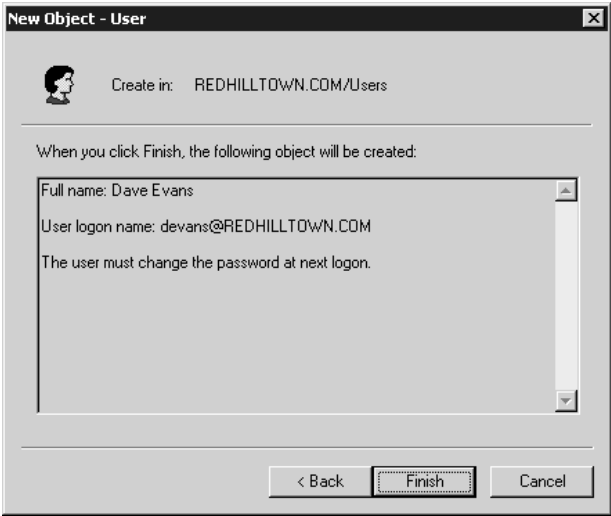 New Object - User
Create in: REDHILLTOWN.COM/Users
When you click Finish, the following object will be created:
Full name: Dave Evans
User logon name: devans@REDHILLTOWN.COM
The user must change the password at next logon.
< Back Finish Cancel